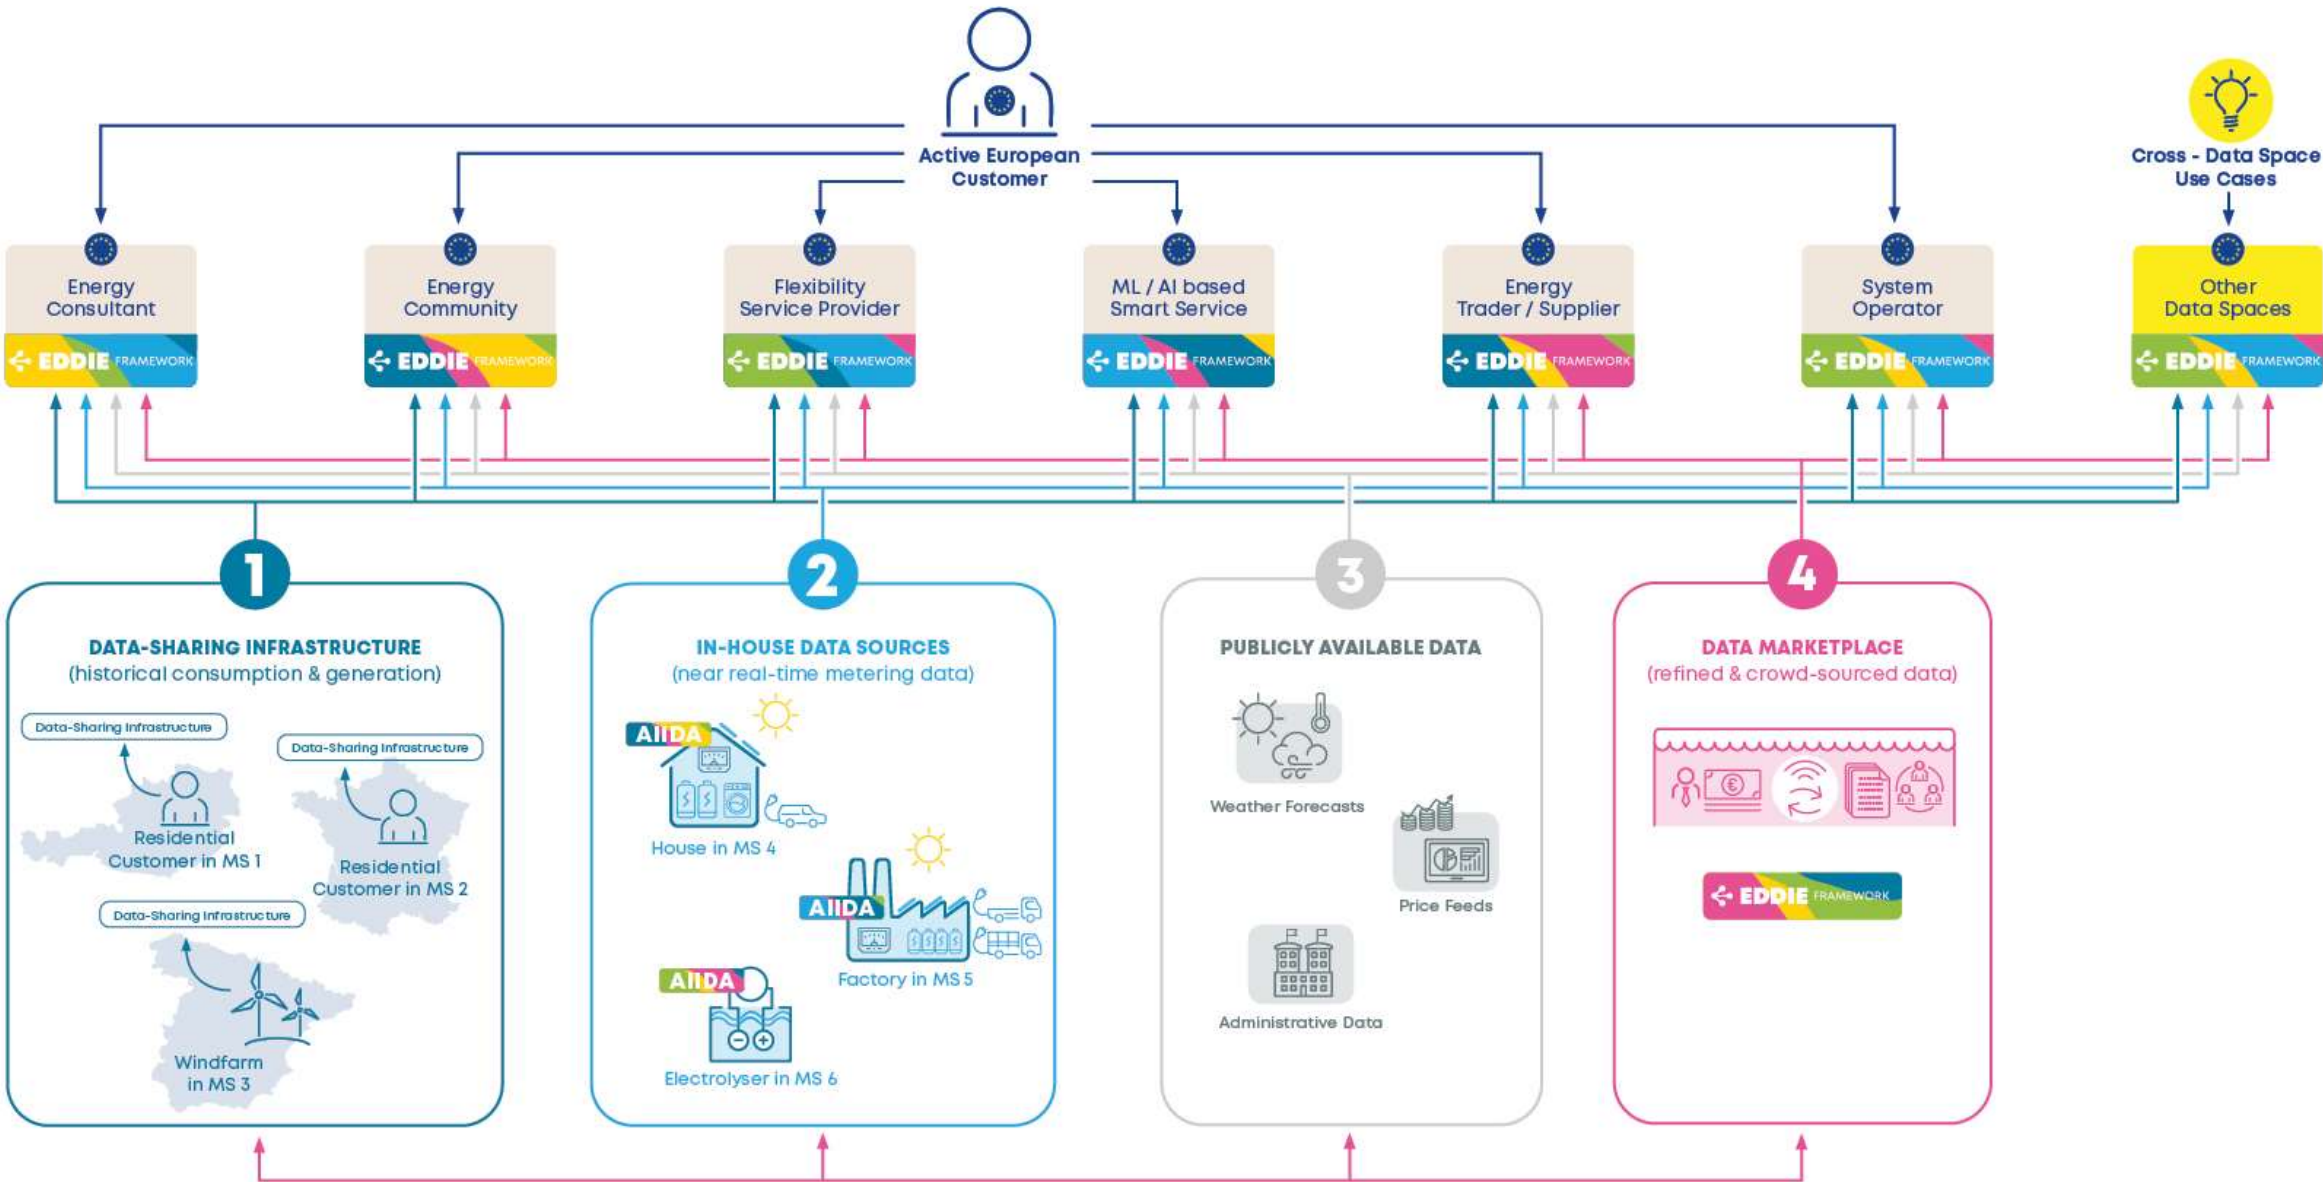 Active European
Customer
Cross - Data Space
Use Cases
Energy
Consultant
EDDIE FRAMEWORK
Energy
Community
EDDIE FRAMEWORK
Flexibility
Service Provider
EDDIE FRAMEWORK
ML / AI based
Smart Service
EDDIE FRAMEWORK
Energy
Trader / Supplier
EDDIE FRAMEWORK
System
Operator
EDDIE FRAMEWORK
Other
Data Spaces
EDDIE FRAMEWORK
1
DATA-SHARING INFRASTRUCTURE
(historical consumption & generation)
Data-Sharing Infrastructure
Residential
Customer in MS 1
Data-Sharing Infrastructure
Residential
Customer in MS 2
Data-Sharing Infrastructure
Windfarm
in MS 3
2
IN-HOUSE DATA SOURCES
(near real-time metering data)
AIIDA
House in MS 4
AIIDA
Factory in MS 5
AIIDA
Electrolyser in MS 6
3
PUBLICLY AVAILABLE DATA
Weather Forecasts
Price Feeds
Administrative Data
4
DATA MARKETPLACE
(refined & crowd-sourced data)
€
EDDIE FRAMEWORK